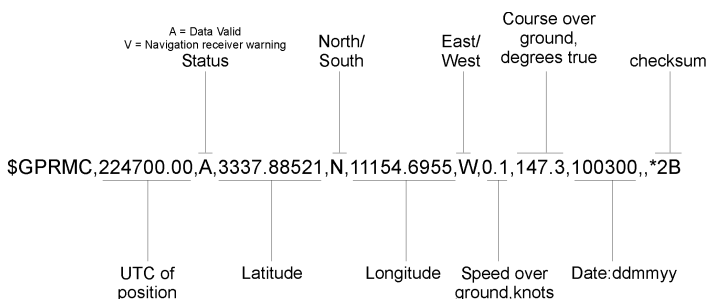 A = Data Valid
V = Navigation receiver warning
Status
North/
South
East/
West
Course over
ground,
degrees true
checksum
$GPRMC,224700.00,A,3337.88521,N,11154.6955,W,0.1,147.3,100300,,*2B
UTC of
position
Latitude
Longitude
Speed over
ground.knots
Date:ddmmyy